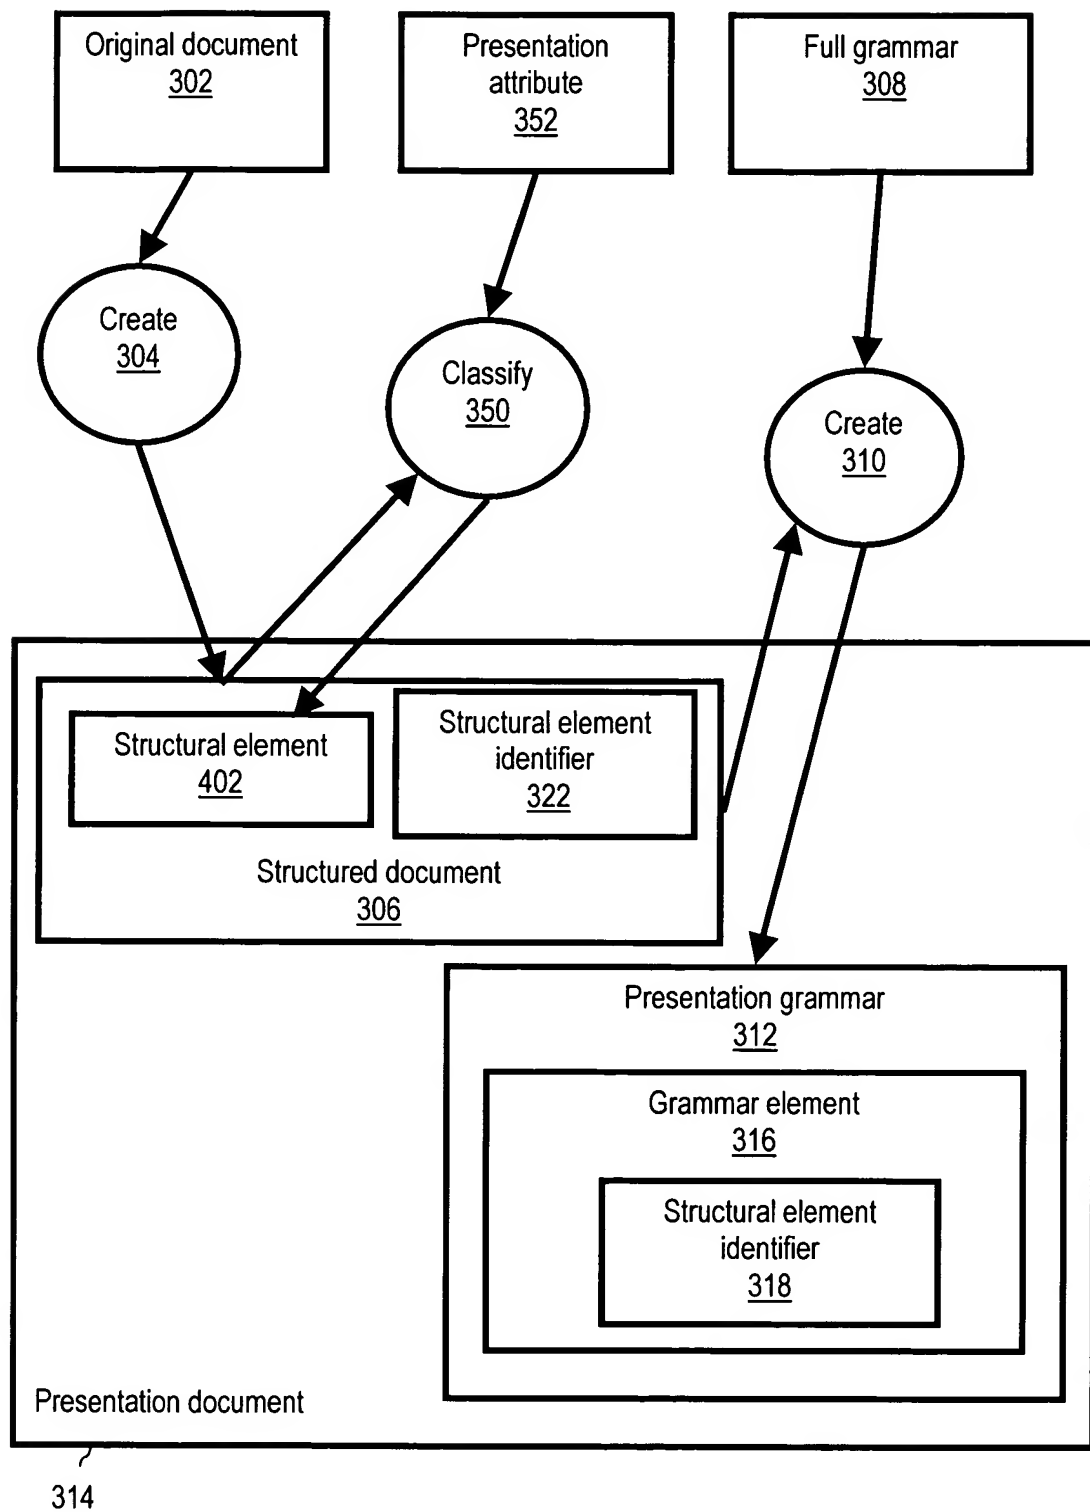 Original document
302
Presentation
attribute
352
Full grammar
308
Create
304
Classify
350
Create
310
Structural element
402
Structural element
identifier
322
Structured document
306
Presentation grammar
312
Grammar element
316
Structural element
identifier
318
Presentation document
314